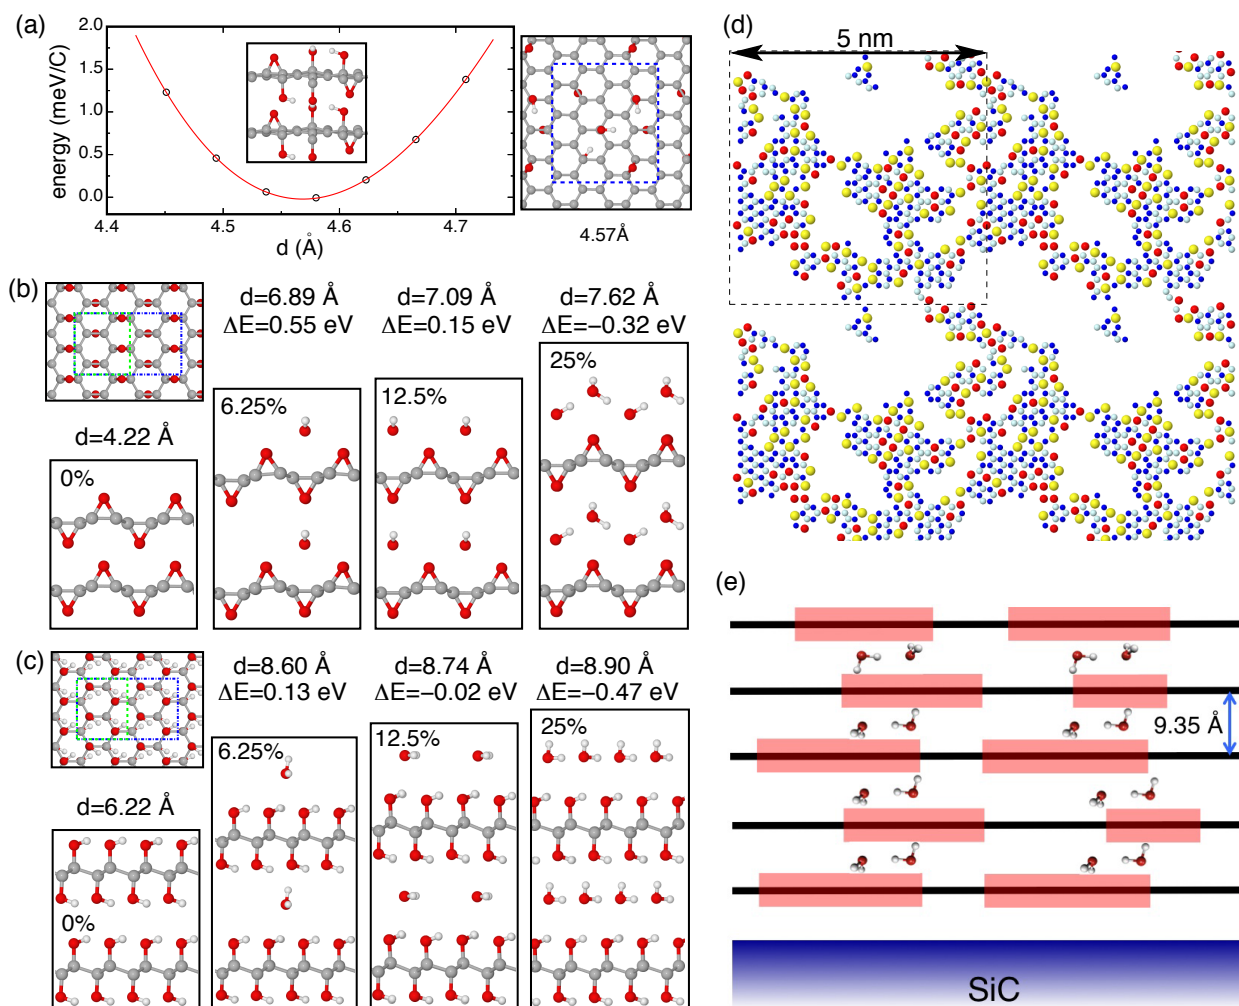 (a)
energy (meV/C)
2.0
1.5
1.0
0.5
0.0
4.4 4.5 4.6 4.7
d (Å)
4.57Å
(b)
d=4.22 Å
0%
d=6.89 Å
ΔE=0.55 eV
6.25%
d=7.09 Å
ΔE=0.15 eV
12.5%
d=7.62 Å
ΔE=−0.32 eV
25%
(c)
d=6.22 Å
0%
d=8.60 Å
ΔE=0.13 eV
6.25%
d=8.74 Å
ΔE=−0.02 eV
12.5%
d=8.90 Å
ΔE=−0.47 eV
25%
(d)
5 nm
(e)
9.35 Å
SiC